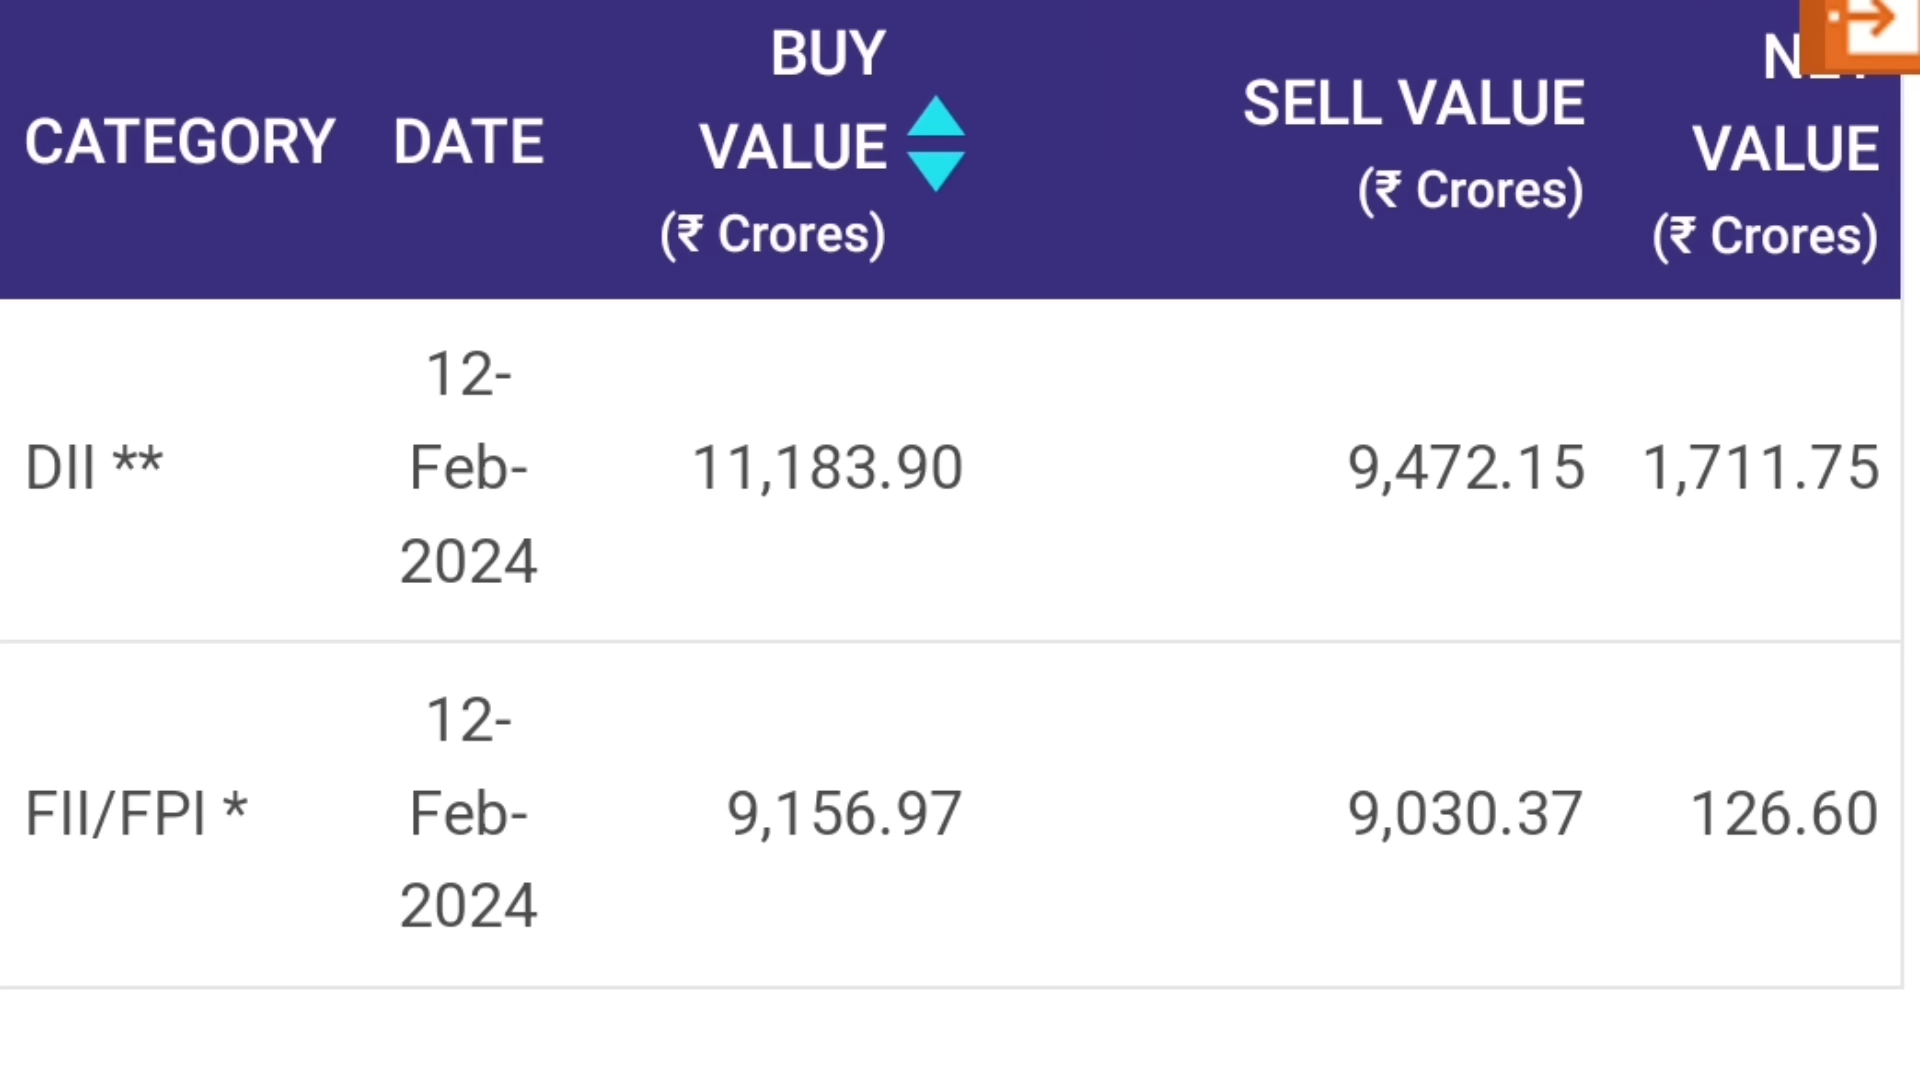 CATEGORY DATE BUY VALUE (₹ Crores) SELL VALUE (₹ Crores) VALUE (₹ Crores)
DII ** 12-Feb-2024 11,183.90 9,472.15 1,711.75
FII/FPI * 12-Feb-2024 9,156.97 9,030.37 126.60